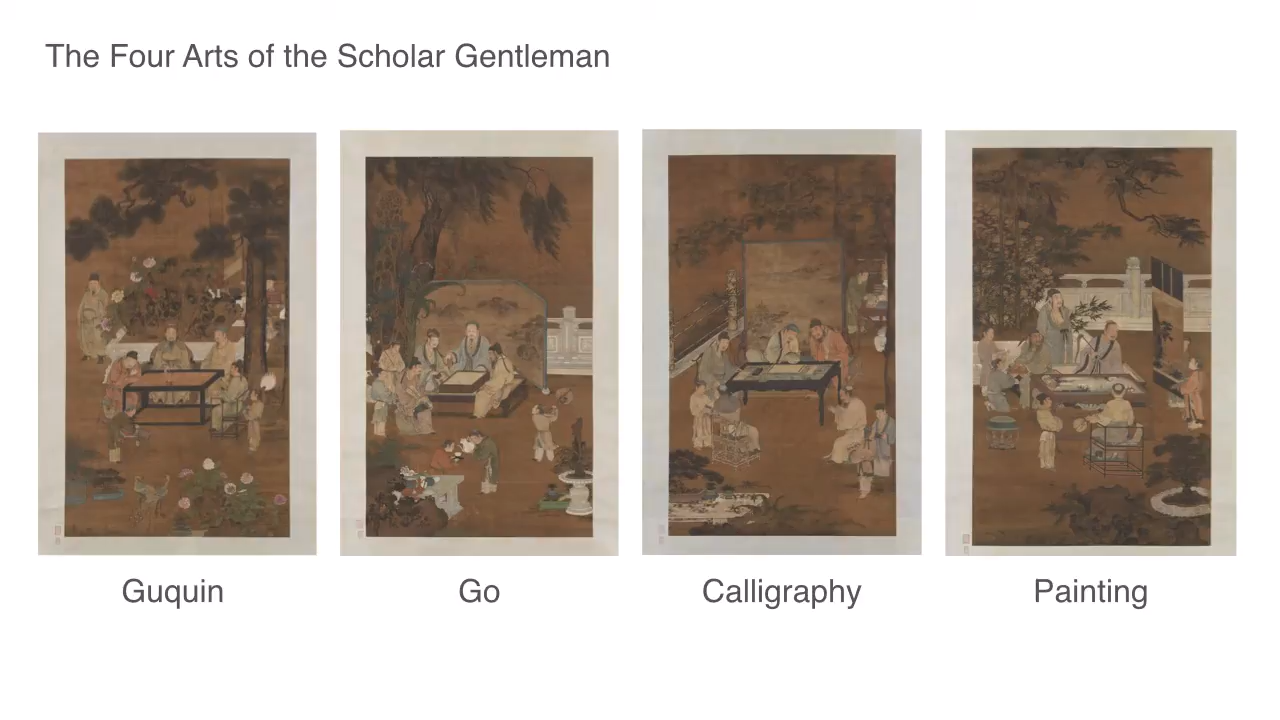 The Four Arts of the Scholar Gentleman
Guquin
Go
Calligraphy
Painting